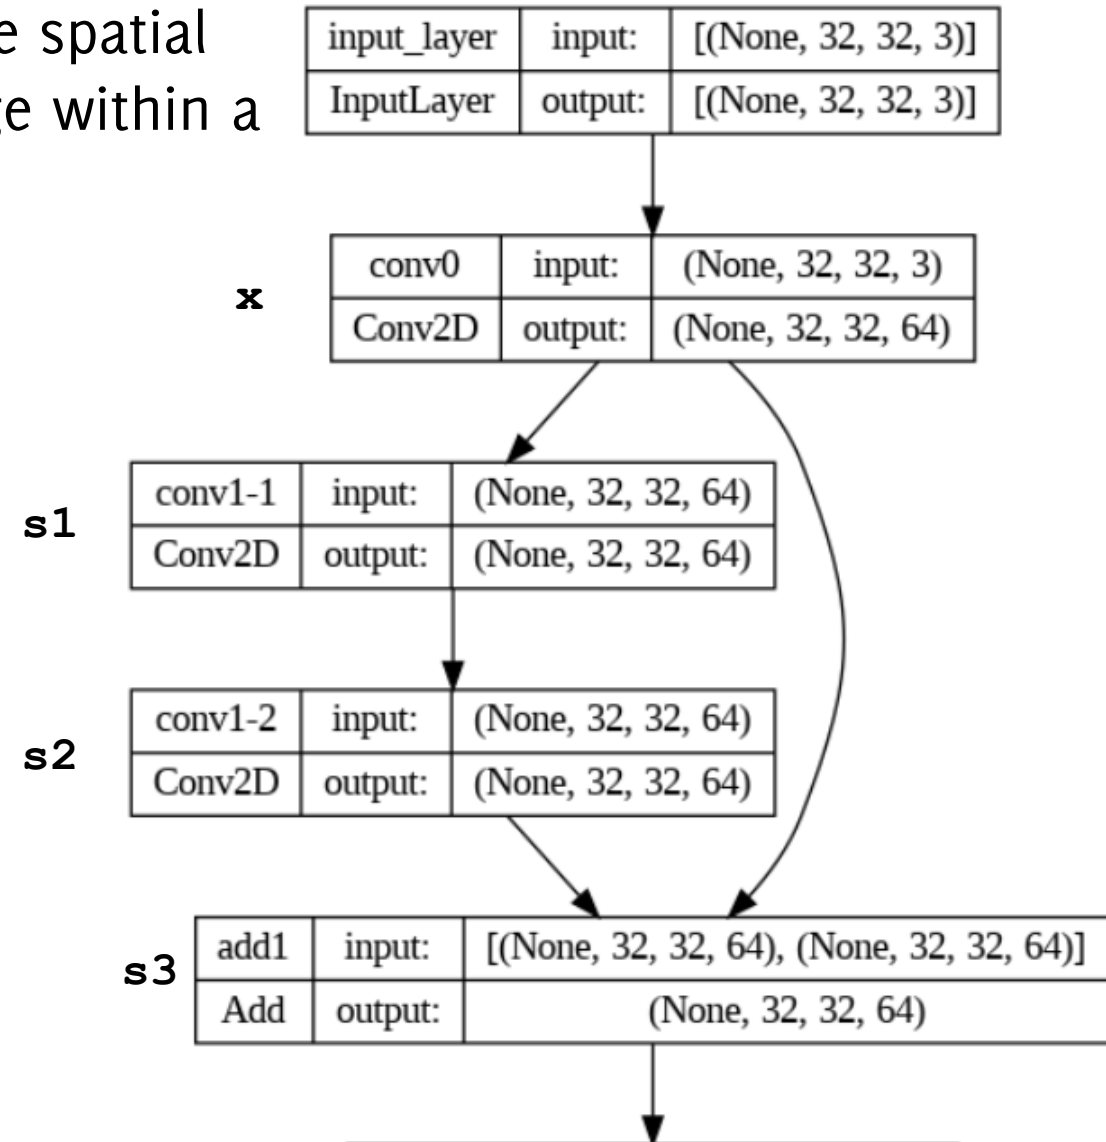 e spatial
ge within a
input_layer input: [(None, 32, 32, 3)]
InputLayer output: [(None, 32, 32, 3)]
x
conv0 input: (None, 32, 32, 3)
Conv2D output: (None, 32, 32, 64)
s1
conv1-1 input: (None, 32, 32, 64)
Conv2D output: (None, 32, 32, 64)
s2
conv1-2 input: (None, 32, 32, 64)
Conv2D output: (None, 32, 32, 64)
s3
add1 input: [(None, 32, 32, 64), (None, 32, 32, 64)]
Add output: (None, 32, 32, 64)